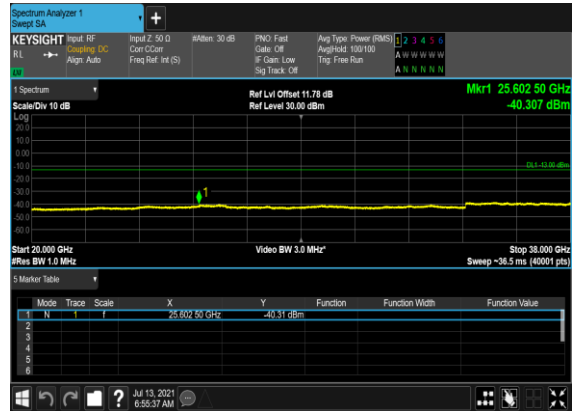 Spectrum Analyzer 1
Swept SA
KEYSIGHT Input: RF Input Z: 50 Ω #Atten: 30 dB PNO: Fast Avg Type: Power (RMS) 1 2 3 4 5 6
RL Coupling: DC Corr CCorr Gate: Off Avg|Hold: 100/100 A W W W W W
Align: Auto Freq Ref: Int (S) IF Gain: Low Trig: Free Run
Sig Track: Off A N N N N N
1 Spectrum Ref Lvl Offset 11.78 dB Mkr1 25.602 50 GHz
Scale/Div 10 dB Ref Level 30.00 dBm -40.307 dBm
Log
20.0
10.0
0.00
-10.0 DL1 -13.00 dBm
-20.0
-30.0 1
-40.0
-50.0
-60.0
Start 20.000 GHz Video BW 3.0 MHz* Stop 38.000 GHz
#Res BW 1.0 MHz Sweep ~36.5 ms (40001 pts)
5 Marker Table
Mode Trace Scale X Y Function Function Width Function Value
1 N 1 f 25.602 50 GHz -40.31 dBm
2
3
4
5
6
? Jul 13, 2021
6:55:37 AM